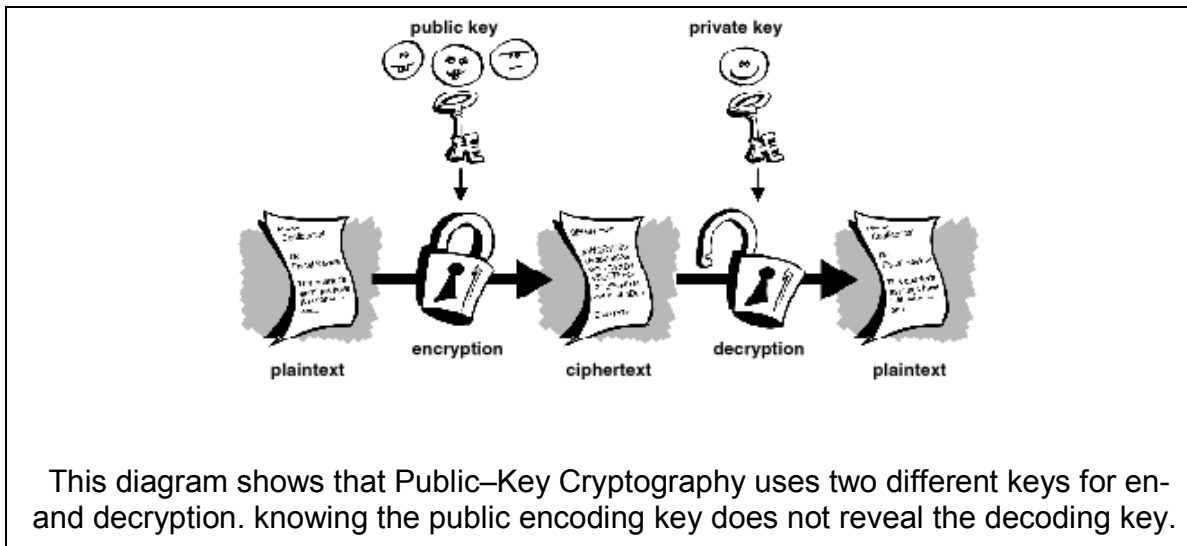 public key
private key
encryption
decryption
plaintext
ciphertext
plaintext
This diagram shows that Public–Key Cryptography uses two different keys for en-
and decryption. knowing the public encoding key does not reveal the decoding key.